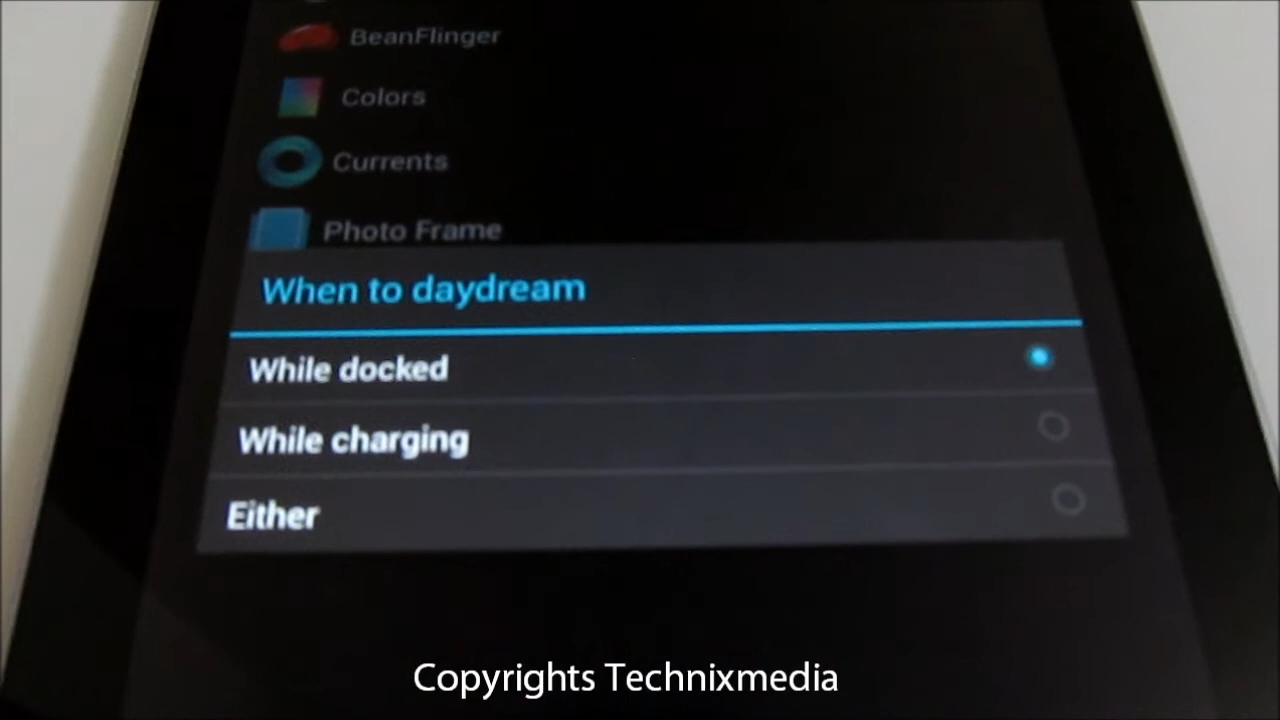 BeanFlinger
Colors
Currents
Photo Frame
When to daydream
While docked
While charging
Either
Copyrights Technixmedia